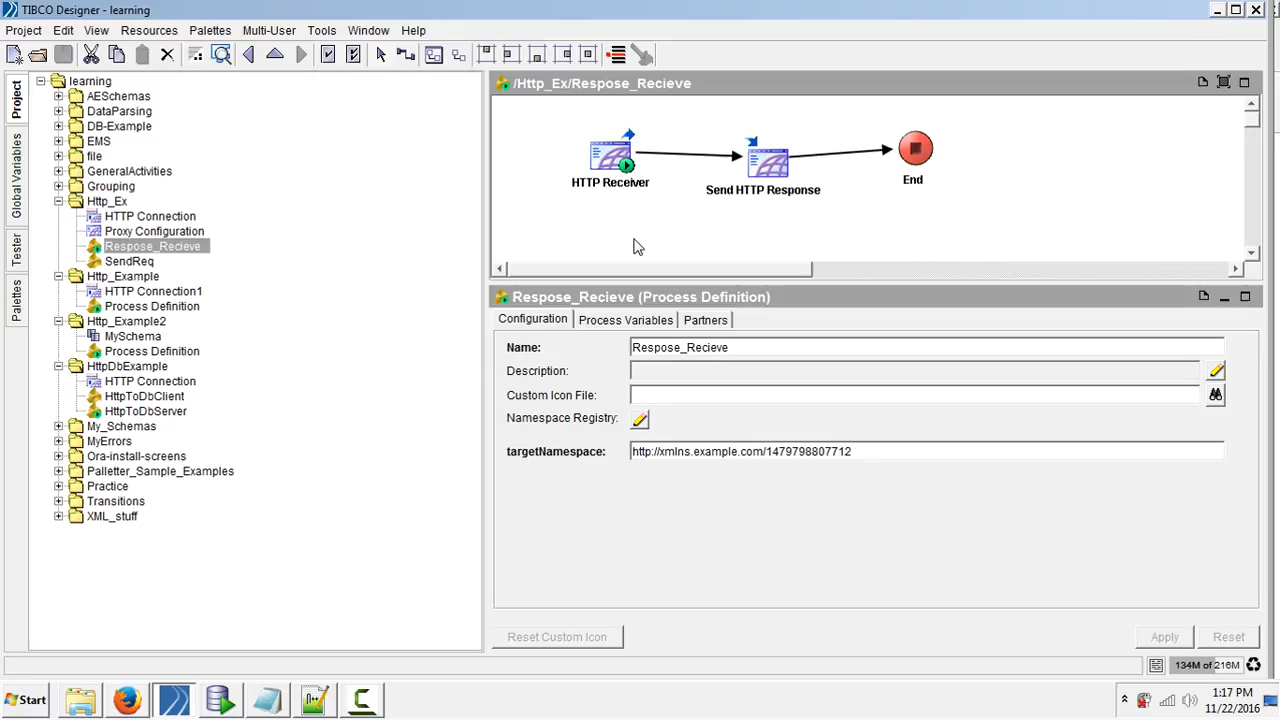 TIBCO Designer - learning
Project Edit View Resources Palettes Multi-User Tools Window Help
Project
Global Variables
Tester
Palettes
learning
AESchemas
DataParsing
DB-Example
EMS
file
GeneralActivities
Grouping
Http_Ex
HTTP Connection
Proxy Configuration
Respose_Recieve
SendReq
Http_Example
HTTP Connection1
Process Definition
Http_Example2
MySchema
Process Definition
HttpDbExample
HTTP Connection
HttpToDbClient
HttpToDbServer
My_Schemas
MyErrors
Ora-install-screens
Palletter_Sample_Examples
Practice
Transitions
XML_stuff
/Http_Ex/Respose_Recieve
HTTP Receiver
Send HTTP Response
End
Respose_Recieve (Process Definition)
Configuration Process Variables Partners
Name: Respose_Recieve
Description:
Custom Icon File:
Namespace Registry:
targetNamespace: http://xmlns.example.com/1479798807712
Reset Custom Icon Apply Reset
134M of 216M
Start
1:17 PM
11/22/2016